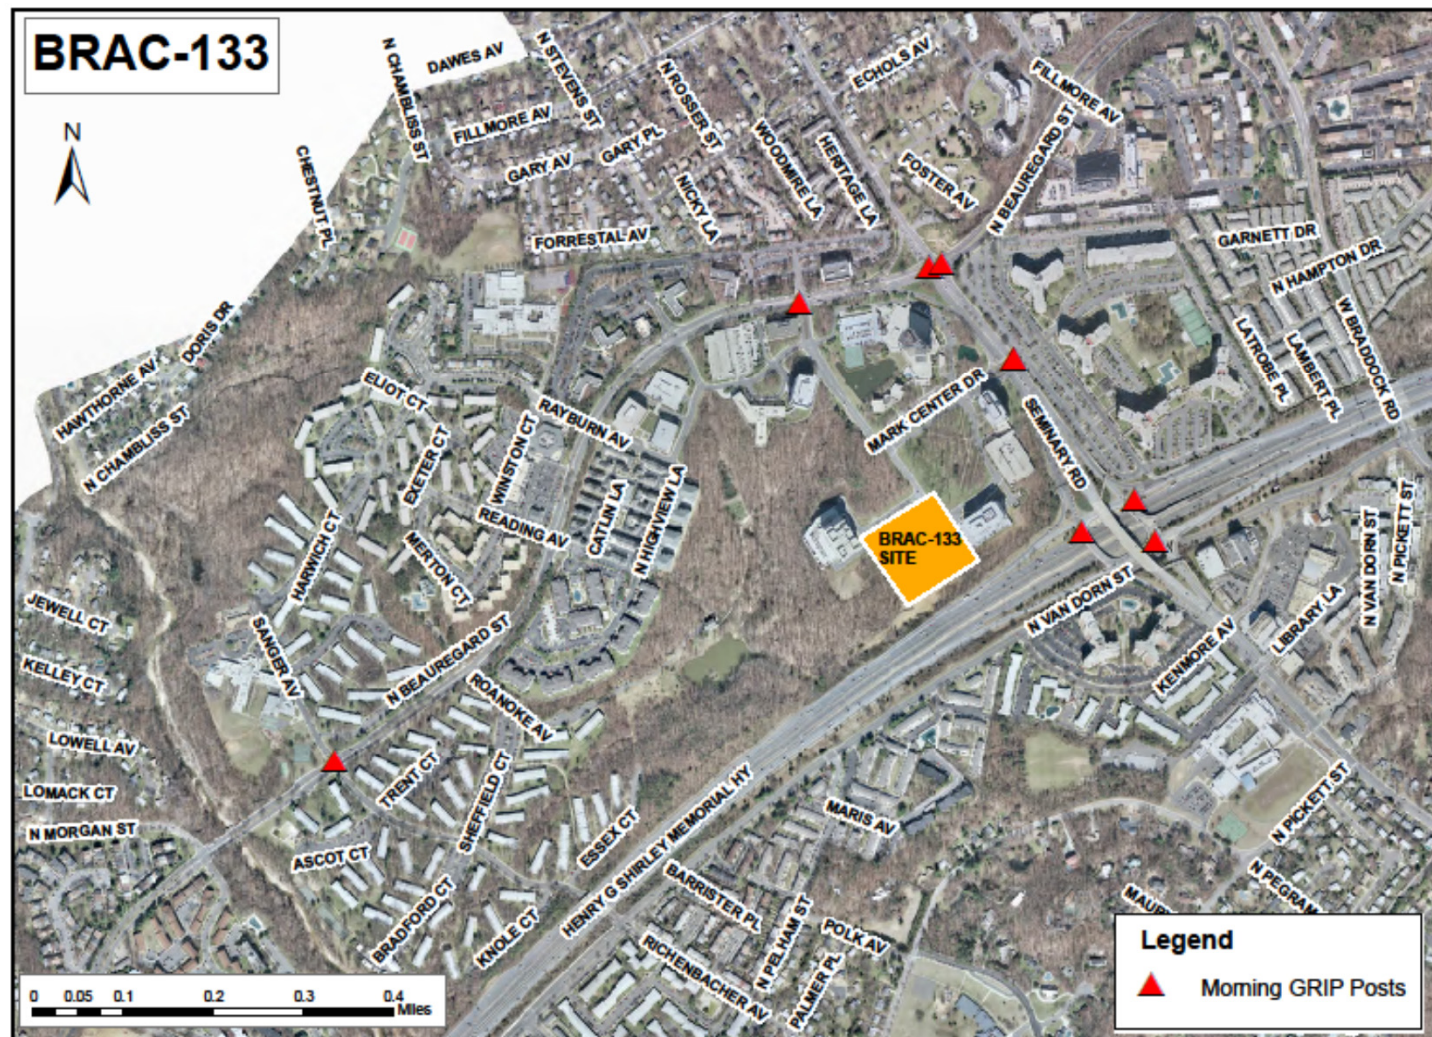 BRAC-133
N
DAWES AV
N CHAMBLISS ST
N STEVENS ST
N ROSSER ST
ECHOLS AV
FILLMORE AV
FILLMORE AV
GARY AV
GARY PL
WOODMIRE LA
HERITAGE LA
FOSTER AV
N BEAUREGARD ST
CHESTNUT PL
NICKY LA
FORRESTAL AV
GARNETT DR
N HAMPTON DR
W BRADDOCK RD
DORIS DR
HAWTHORNE AV
N CHAMBLISS ST
LATROBE PL
LAMBERT PL
ELIOT CT
RAYBURN AV
MARK CENTER DR
SEMINARY RD
EXETER CT
WINSTON CT
READING AV
CATLIN LA
N HIGHVIEW LA
BRAC-133
SITE
HARWICH CT
MERTON CT
N VAN DORN ST
N VAN DORN ST
N PICKETT ST
LIBRARY LA
KENMORE AV
JEWELL CT
KELLEY CT
SANGER AV
N BEAUREGARD ST
ROANOKE AV
LOWELL AV
TRENT CT
SHEFFIELD CT
LOMACK CT
N MORGAN ST
ASCOT CT
ESSEX CT
HENRY G SHIRLEY MEMORIAL HY
MARIS AV
N PICKETT ST
N PEGRAM
BRADFORD CT
KNOLE CT
BARRISTER PL
N PELHAM ST
POLK AV
PALMER PL
RICHENBACHER AV
Legend
Morning GRIP Posts
0 0.05 0.1 0.2 0.3 0.4
Miles